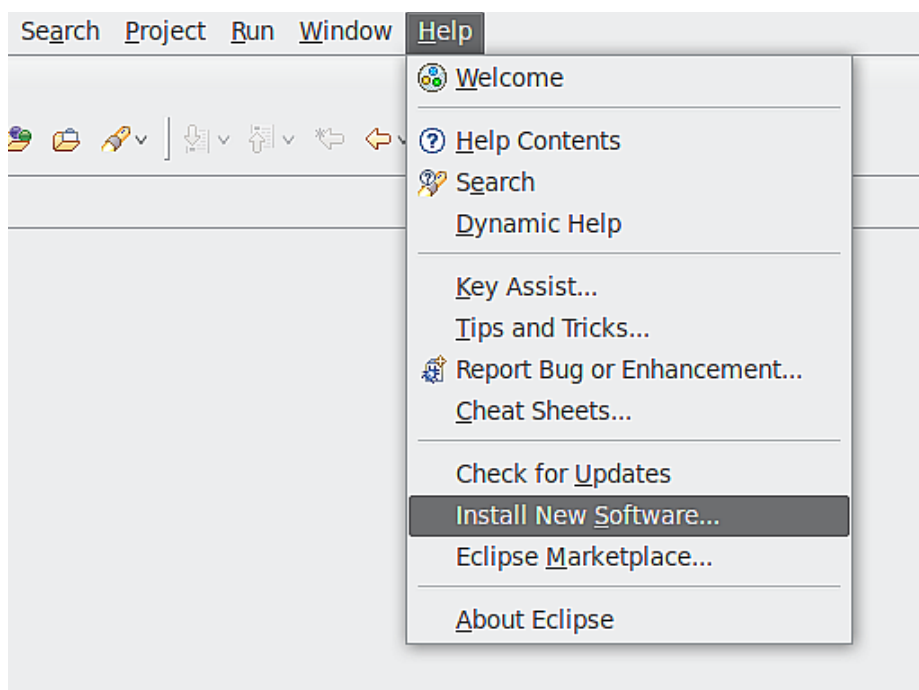 Search Project Run Window Help
Welcome
Help Contents
Search
Dynamic Help
Key Assist...
Tips and Tricks...
Report Bug or Enhancement...
Cheat Sheets...
Check for Updates
Install New Software...
Eclipse Marketplace...
About Eclipse